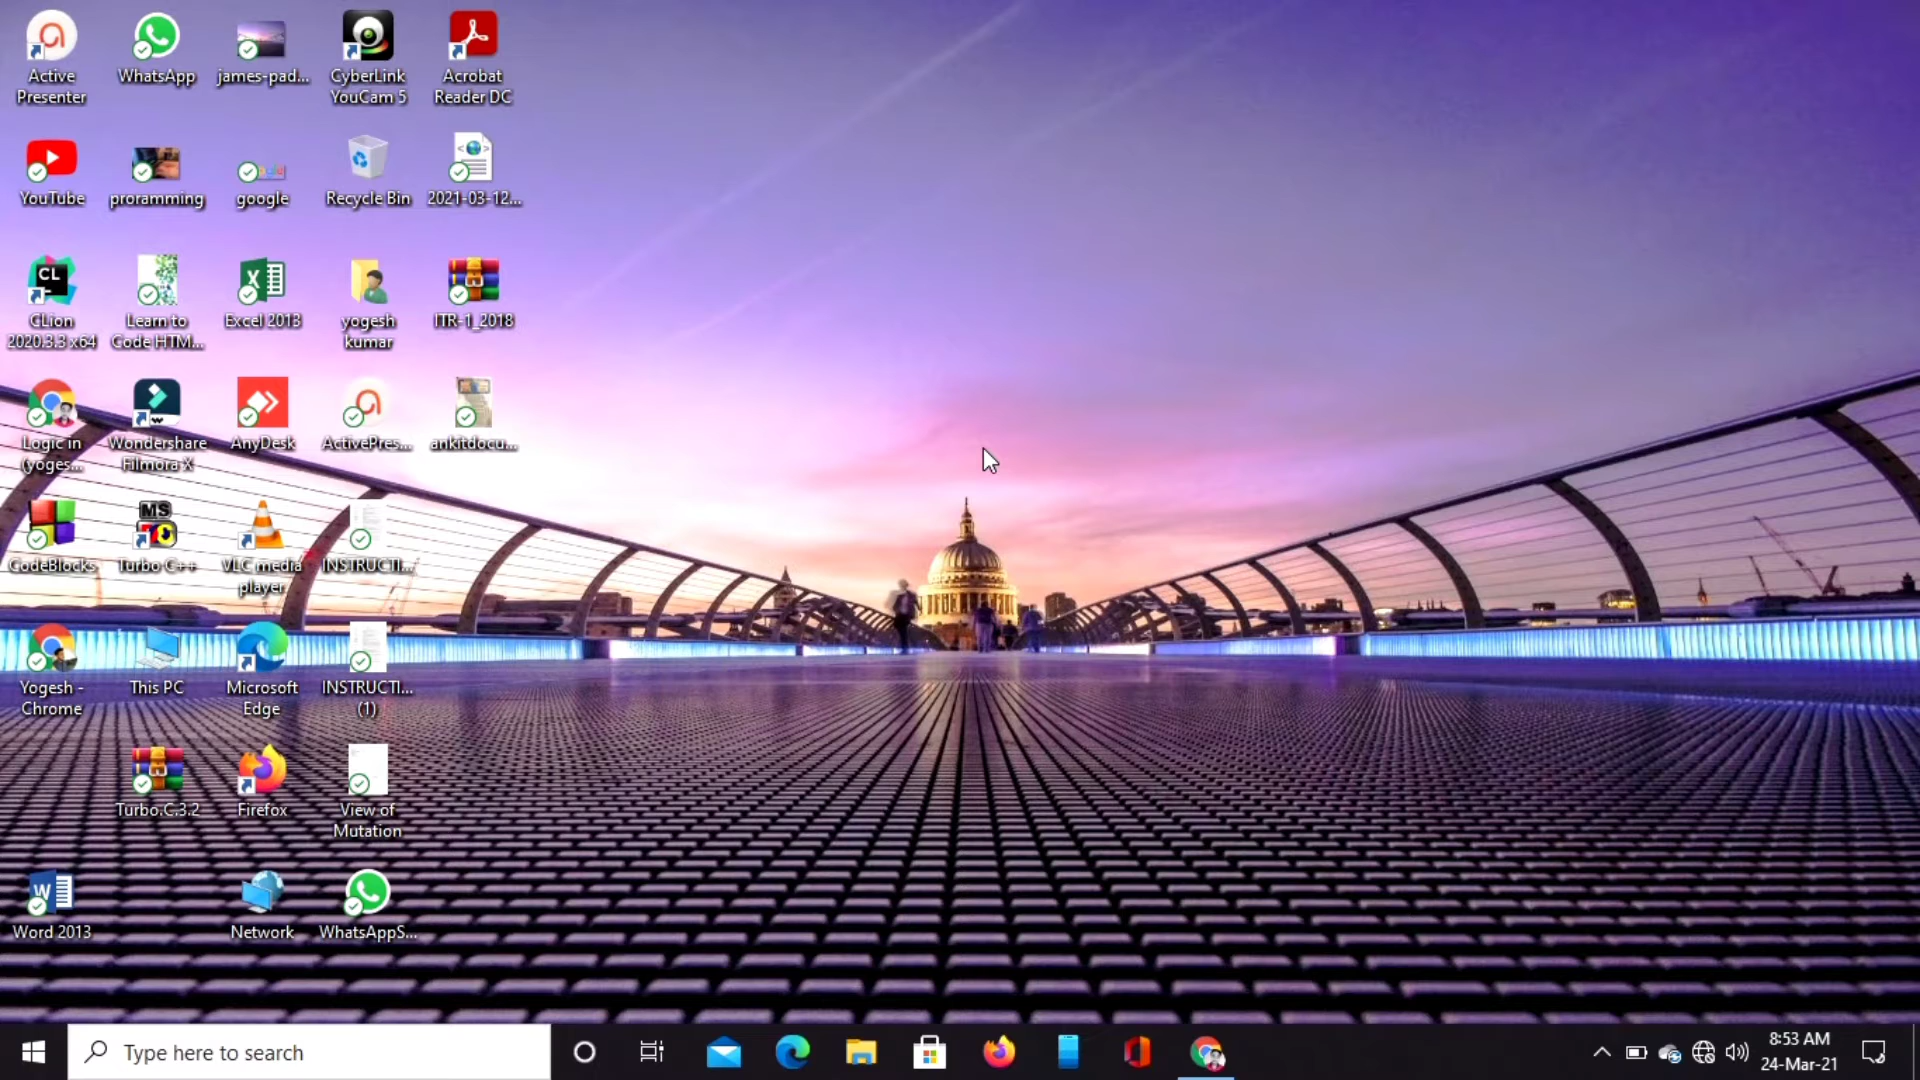 Active
Presenter
WhatsApp
james-pad...
CyberLink
YouCam 5
Acrobat
Reader DC
YouTube
proramming
google
Recycle Bin
2021-03-12...
CL
CLion
2020.3.3 x64
Learn to
Code HTM...
Excel 2013
yogesh
kumar
ITR-1_2018
Logic in
(yoges...
Wondershare
Filmora X
AnyDesk
ActivePres...
ankitdocu...
CodeBlocks
MS
Turbo C++
VLC media
player
INSTRUCTI...
Yogesh -
Chrome
This PC
Microsoft
Edge
INSTRUCTI...
(1)
Turbo.C.3.2
Firefox
View of
Mutation
Word 2013
Network
WhatsAppS...
Type here to search
8:53 AM
24-Mar-21